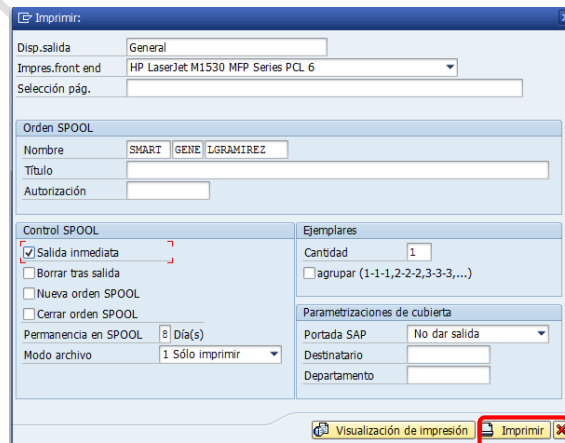 Imprimir:
Disp.salida General
Impres.front end HP LaserJet M1530 MFP Series PCL 6
Selección pág.
Orden SPOOL
Nombre SMART GENE LGRAMIREZ
Título
Autorización
Control SPOOL
Salida inmediata
Borrar tras salida
Nueva orden SPOOL
Cerrar orden SPOOL
Permanencia en SPOOL 8 Día(s)
Modo archivo 1 Sólo imprimir
Ejemplares
Cantidad 1
agrupar (1-1-1,2-2-2,3-3-3,...)
Parametrizaciones de cubierta
Portada SAP No dar salida
Destinatario
Departamento
Visualización de impresión Imprimir